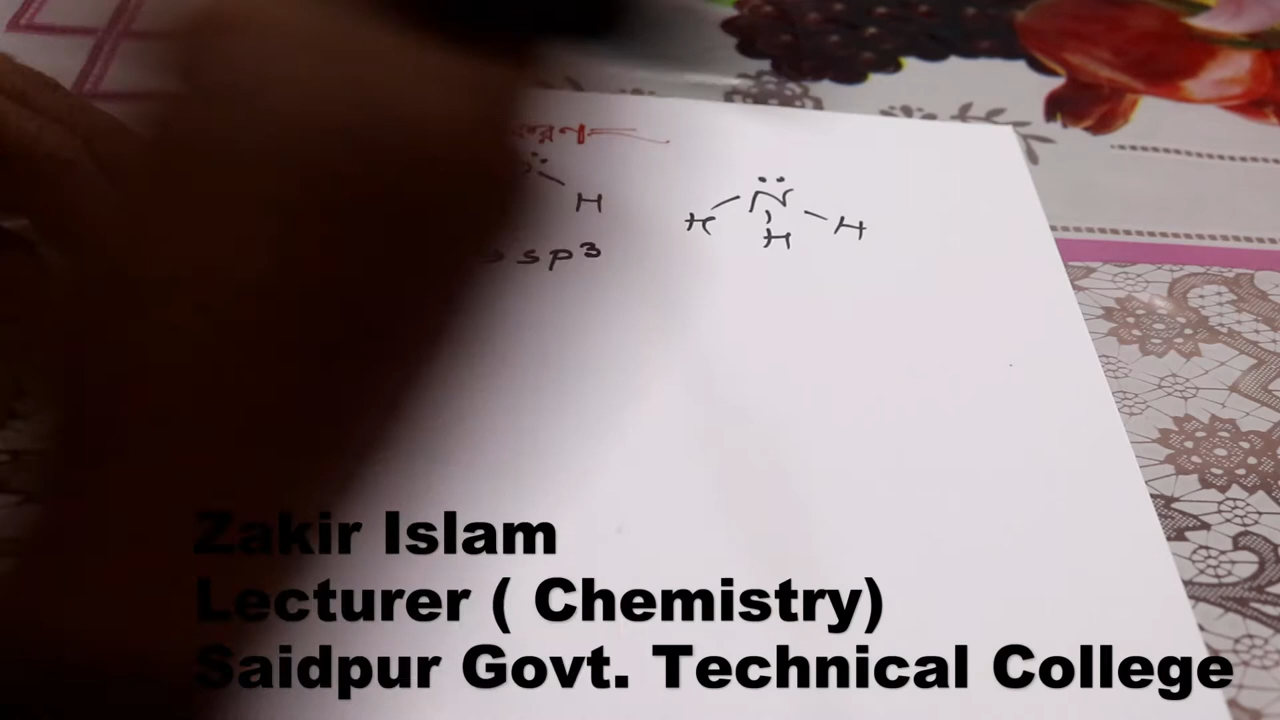 H
sp³
N
H H H
Zakir Islam
Lecturer ( Chemistry)
Saidpur Govt. Technical College